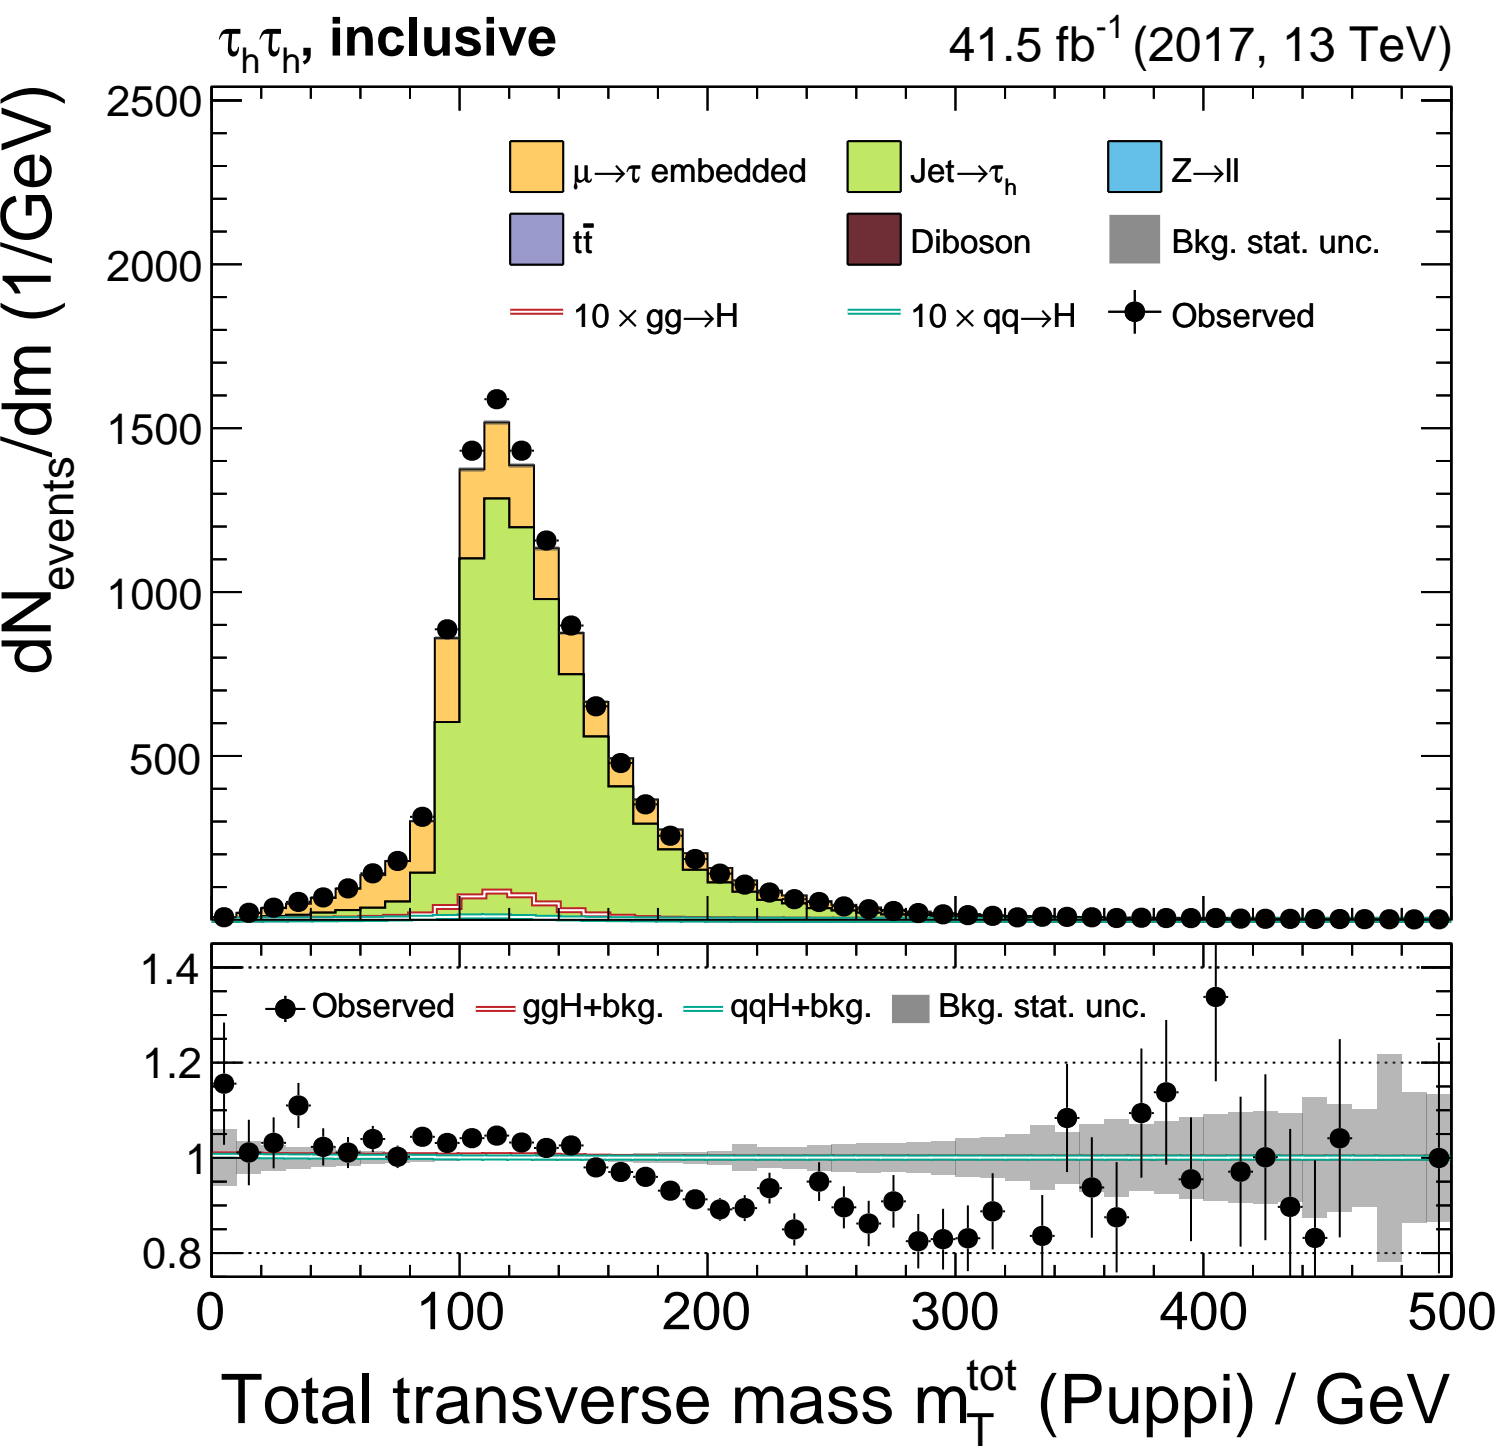 τhτh, inclusive
41.5 fb-1 (2017, 13 TeV)
dNevents/dm (1/GeV)
2500
2000
1500
1000
500
μ→τ embedded
Jet→τh
Z→ll
tt̄
Diboson
Bkg. stat. unc.
10 × gg→H
10 × qq→H
Observed
1.4
1.2
1
0.8
Observed
ggH+bkg.
qqH+bkg.
Bkg. stat. unc.
0 100 200 300 400 500
Total transverse mass mTtot (Puppi) / GeV